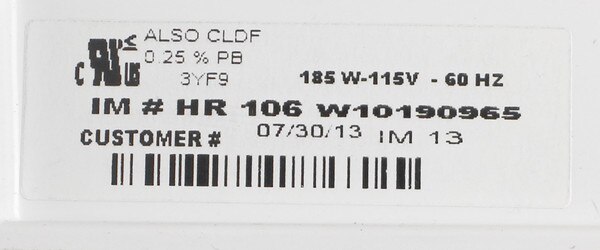 ALSO CLDF
0.25 % PB
c US 3YF9 185 W-115V - 60 HZ
IM # HR 106 W10190965
CUSTOMER # 07/30/13 IM 13